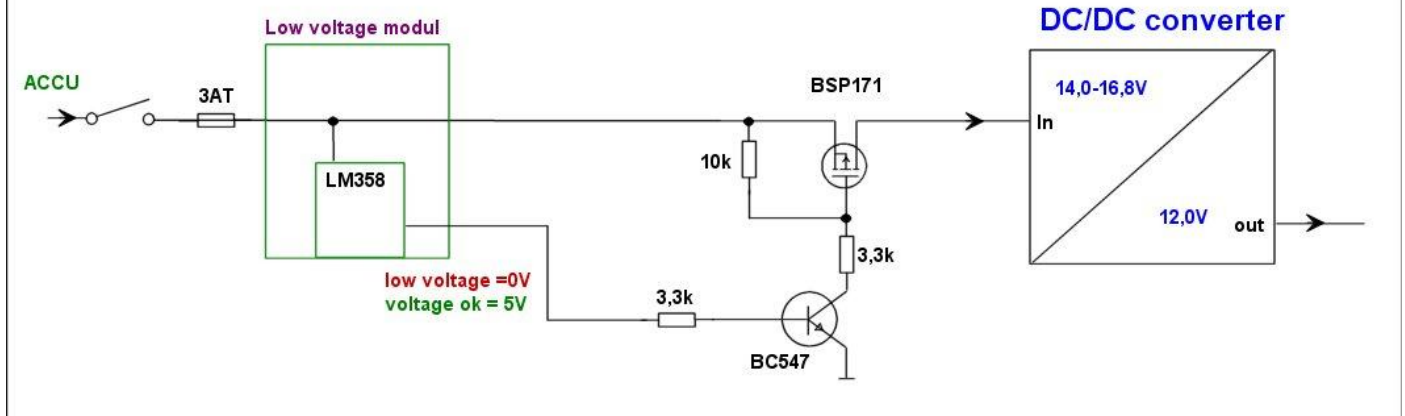 DC/DC converter
Low voltage modul
ACCU
3AT
BSP171
14,0-16,8V
In
10k
LM358
12,0V
out
3,3k
low voltage =0V
voltage ok = 5V
3,3k
BC547